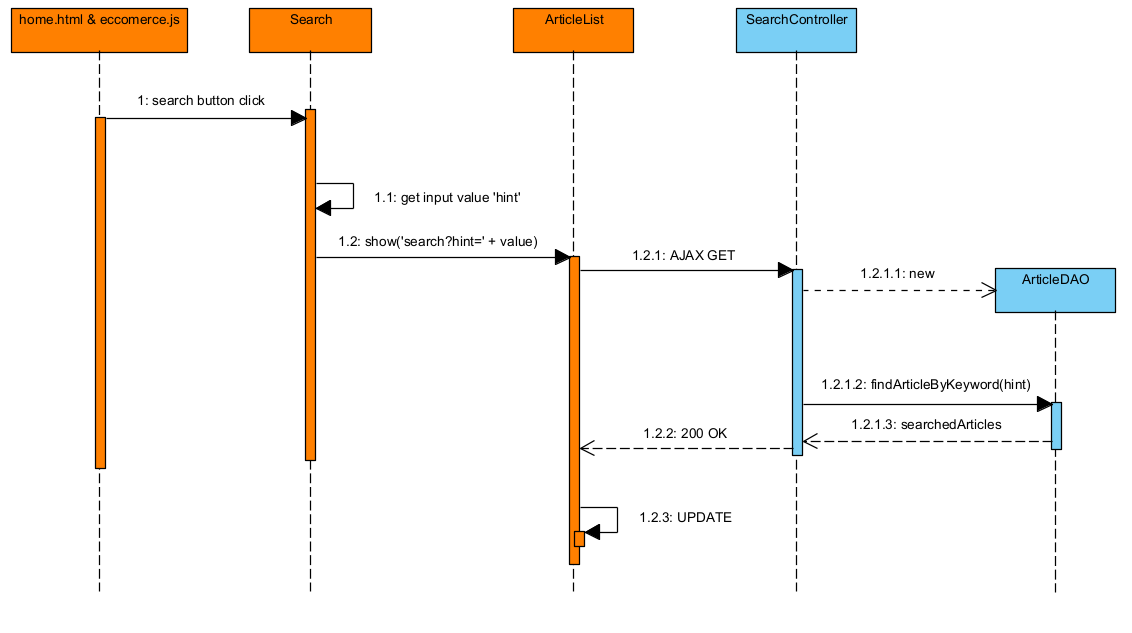 home.html & eccomerce.js
Search
ArticleList
SearchController
1: search button click
1.1: get input value 'hint'
1.2: show('search?hint=' + value)
1.2.1: AJAX GET
1.2.1.1: new
ArticleDAO
1.2.1.2: findArticleByKeyword(hint)
1.2.1.3: searchedArticles
1.2.2: 200 OK
1.2.3: UPDATE